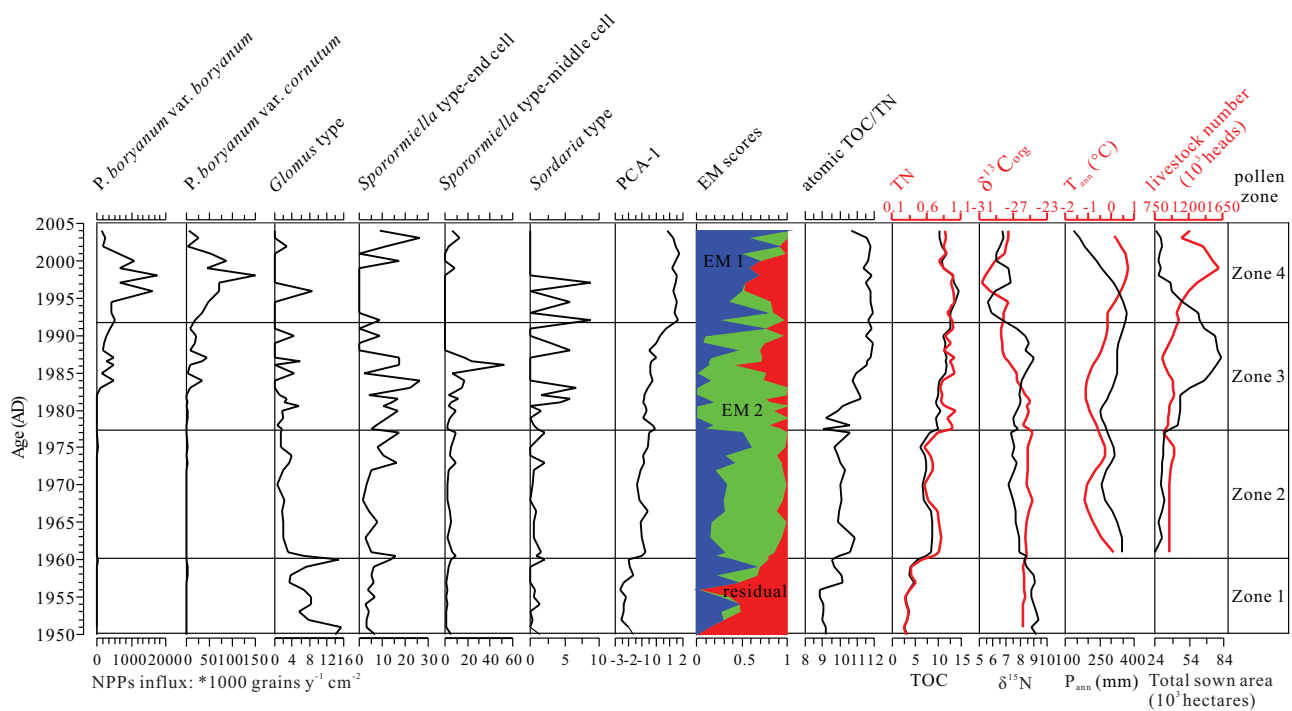 P. boryanum var. boryanum
P. boryanum var. cornutum
Glomus type
Sporormiella type-end cell
Sporormiella type-middle cell
Sordaria type
PCA-1
EM scores
atomic TOC/TN
TN
δ¹³Corg
Tann (°C)
livestock number
(10³ heads)
pollen
zone
0.1 0.6 1.1
-31 -27 -23
-2 -1 0 1
750 1200 1650
Age (AD)
2005
2000
1995
1990
1985
1980
1975
1970
1965
1960
1955
1950
EM 1
EM 2
residual
Zone 4
Zone 3
Zone 2
Zone 1
0 10000 20000
0 50 100 150
0 4 8 12 16
0 10 20 30
0 20 40 60
0 5 10
-3 -2 -1 0 1 2
0 0.5 1
8 9 10 11 12
0 5 10 15
5 6 7 8 9 10
100 250 400
24 54 84
NPPs influx: *1000 grains y⁻¹ cm⁻²
TOC
δ¹⁵N
Pann (mm)
Total sown area
(10³ hectares)